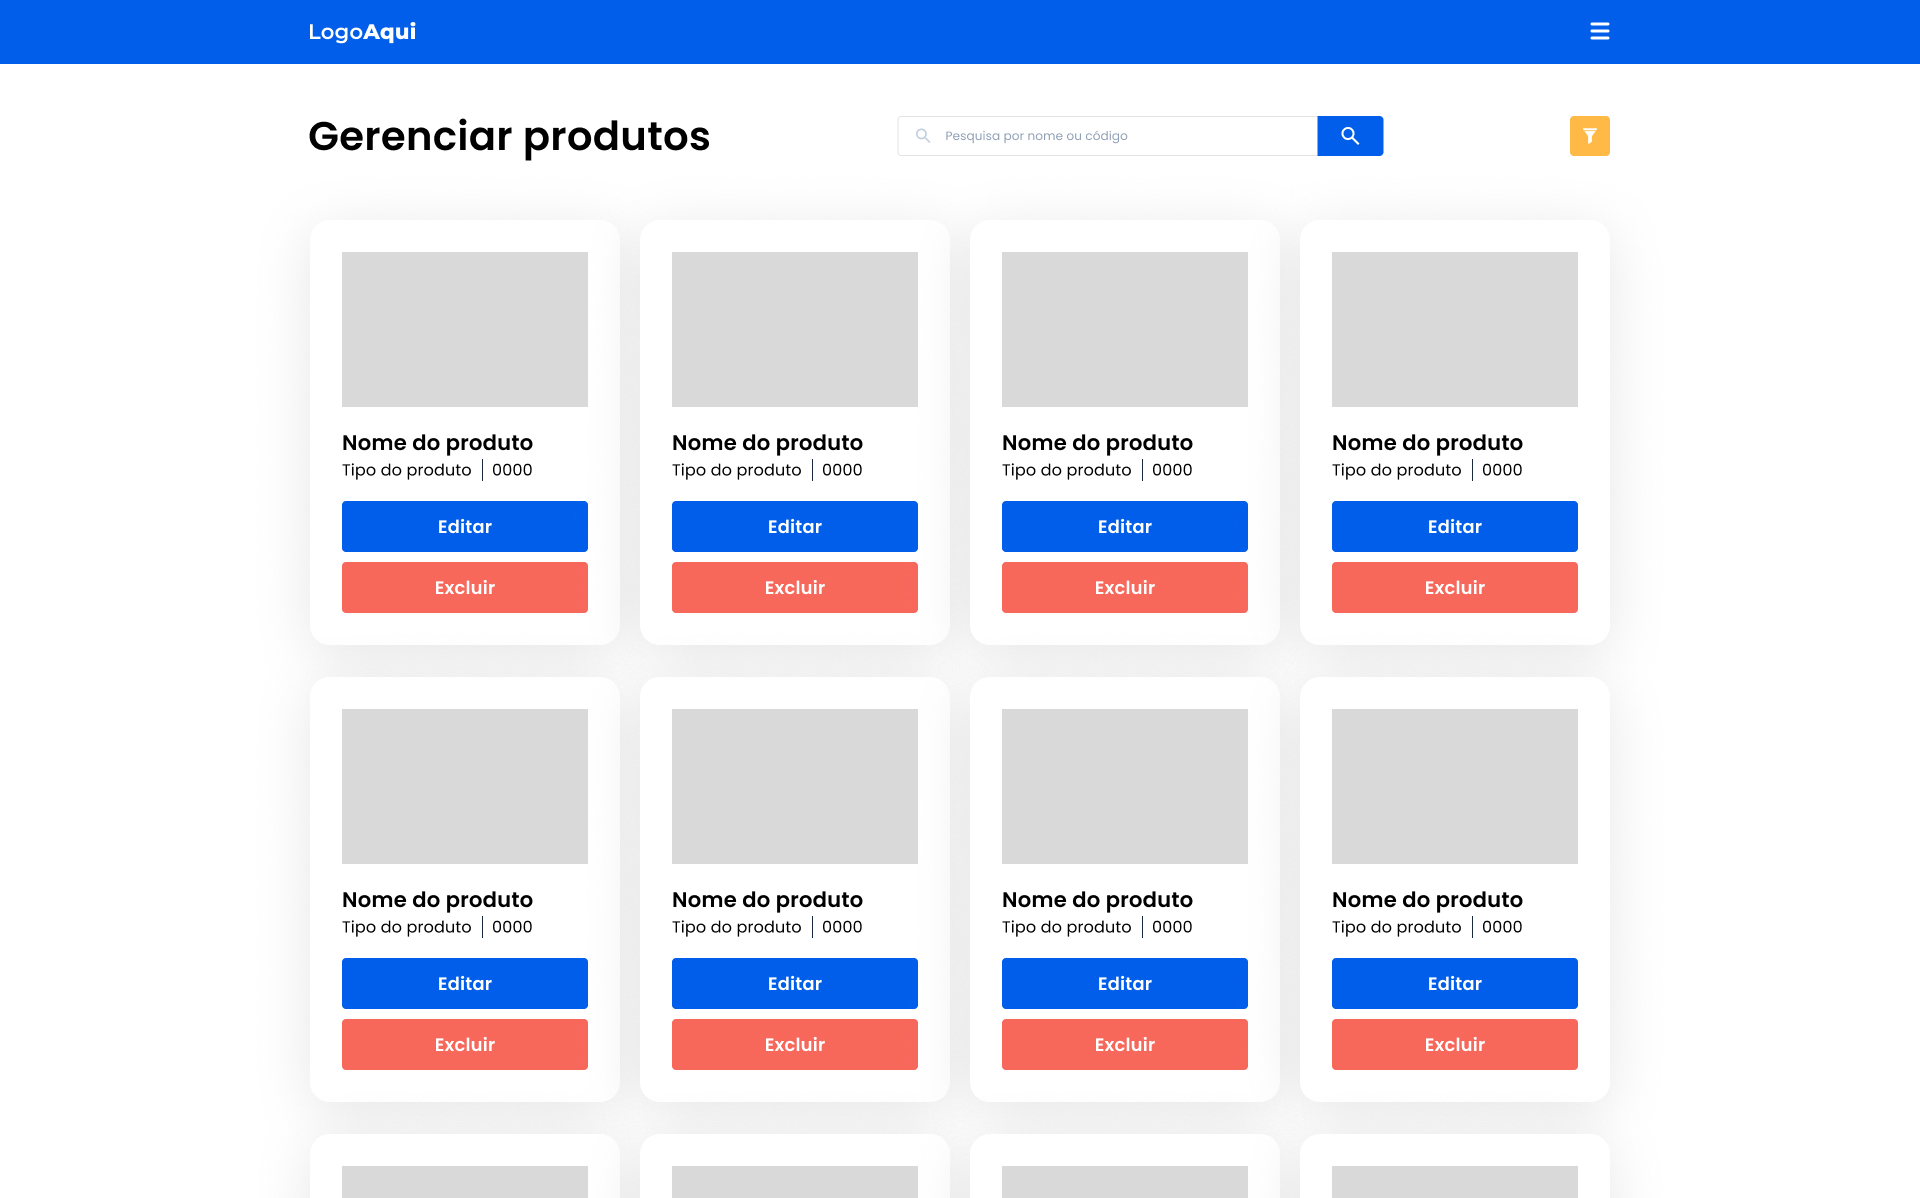 LogoAqui
Gerenciar produtos
Pesquisa por nome ou código
Nome do produto
Tipo do produto | 0000
Editar
Excluir
Nome do produto
Tipo do produto | 0000
Editar
Excluir
Nome do produto
Tipo do produto | 0000
Editar
Excluir
Nome do produto
Tipo do produto | 0000
Editar
Excluir
Nome do produto
Tipo do produto | 0000
Editar
Excluir
Nome do produto
Tipo do produto | 0000
Editar
Excluir
Nome do produto
Tipo do produto | 0000
Editar
Excluir
Nome do produto
Tipo do produto | 0000
Editar
Excluir